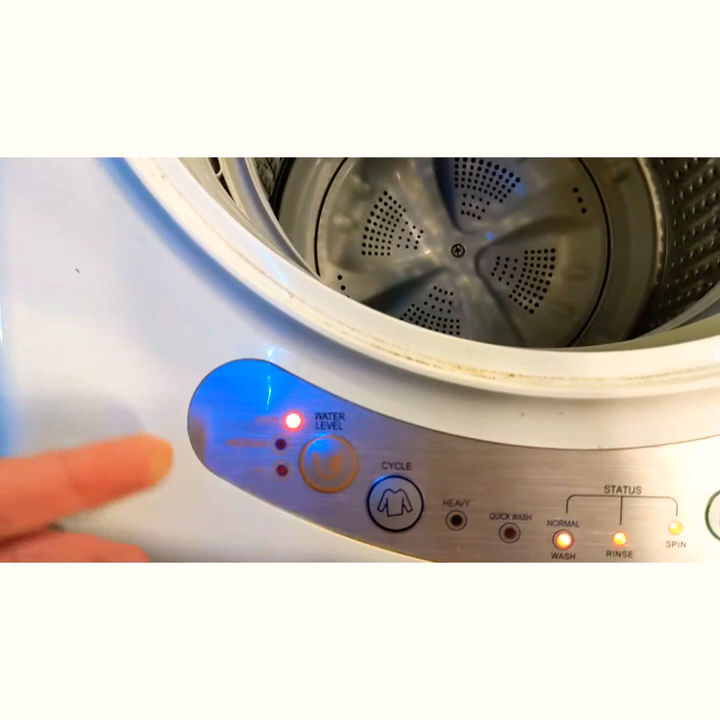 WATER
LEVEL
CYCLE
HEAVY
QUICK WASH
STATUS
NORMAL
WASH
RINSE
SPIN